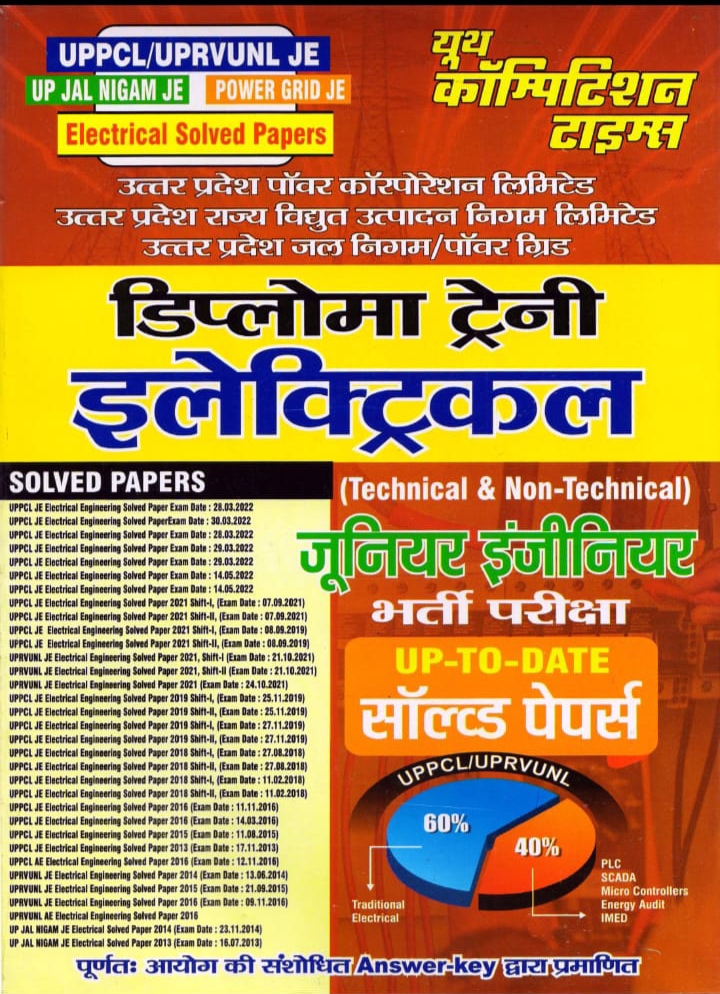 UPPCL/UPRVUNL JE
UP JAL NIGAM JE POWER GRID JE
Electrical Solved Papers
यूथ
कॉम्पिटिशन
टाइम्स
उत्तर प्रदेश पॉवर कॉरपोरेशन लिमिटेड
उत्तर प्रदेश राज्य विद्युत उत्पादन निगम लिमिटेड
उत्तर प्रदेश जल निगम/पॉवर ग्रिड
डिप्लोमा ट्रेनी
इलेक्ट्रिकल
SOLVED PAPERS
UPPCL JE Electrical Engineering Solved Paper Exam Date : 28.03.2022
UPPCL JE Electrical Engineering Solved PaperExam Date : 30.03.2022
UPPCL JE Electrical Engineering Solved Paper Exam Date : 28.03.2022
UPPCL JE Electrical Engineering Solved Paper Exam Date : 29.03.2022
UPPCL JE Electrical Engineering Solved Paper Exam Date : 29.03.2022
UPPCL JE Electrical Engineering Solved Paper Exam Date : 14.05.2022
UPPCL JE Electrical Engineering Solved Paper Exam Date : 14.05.2022
UPPCL JE Electrical Engineering Solved Paper 2021 Shift-I, (Exam Date : 07.09.2021)
UPPCL JE Electrical Engineering Solved Paper 2021 Shift-II, (Exam Date : 07.09.2021)
UPPCL JE Electrical Engineering Solved Paper 2021 Shift-I, (Exam Date : 08.09.2019)
UPPCL JE Electrical Engineering Solved Paper 2021 Shift-II, (Exam Date : 08.09.2019)
UPRVUNL JE Electrical Engineering Solved Paper 2021, Shift-I (Exam Date : 21.10.2021)
UPRVUNL JE Electrical Engineering Solved Paper 2021, Shift-II (Exam Date : 21.10.2021)
UPRVUNL JE Electrical Engineering Solved Paper 2021 (Exam Date : 24.10.2021)
UPPCL JE Electrical Engineering Solved Paper 2019 Shift-I, (Exam Date : 25.11.2019)
UPPCL JE Electrical Engineering Solved Paper 2019 Shift-II, (Exam Date : 25.11.2019)
UPPCL JE Electrical Engineering Solved Paper 2019 Shift-I, (Exam Date : 27.11.2019)
UPPCL JE Electrical Engineering Solved Paper 2019 Shift-II, (Exam Date : 27.11.2019)
UPPCL JE Electrical Engineering Solved Paper 2018 Shift-I, (Exam Date : 27.08.2018)
UPPCL JE Electrical Engineering Solved Paper 2018 Shift-II, (Exam Date : 27.08.2018)
UPPCL JE Electrical Engineering Solved Paper 2018 Shift-I, (Exam Date : 11.02.2018)
UPPCL JE Electrical Engineering Solved Paper 2018 Shift-II, (Exam Date : 11.02.2018)
UPPCL JE Electrical Engineering Solved Paper 2016 (Exam Date : 11.11.2016)
UPPCL JE Electrical Engineering Solved Paper 2016 (Exam Date : 14.03.2016)
UPPCL JE Electrical Engineering Solved Paper 2015 (Exam Date : 11.08.2015)
UPPCL JE Electrical Engineering Solved Paper 2013 (Exam Date : 17.11.2013)
UPPCL AE Electrical Engineering Solved Paper 2016 (Exam Date : 12.11.2016)
UPRVUNL JE Electrical Engineering Solved Paper 2014 (Exam Date : 13.06.2014)
UPRVUNL JE Electrical Engineering Solved Paper 2015 (Exam Date : 21.09.2015)
UPRVUNL JE Electrical Engineering Solved Paper 2016 (Exam Date : 09.11.2016)
UPRVUNL AE Electrical Engineering Solved Paper 2016
UP JAL NIGAM JE Electrical Solved Paper 2014 (Exam Date : 23.11.2014)
UP JAL NIGAM JE Electrical Solved Paper 2013 (Exam Date : 16.07.2013)
(Technical & Non-Technical)
जूनियर इंजीनियर
भर्ती परीक्षा
UP-TO-DATE
सॉल्व्ड पेपर्स
UPPCL/UPRVUNL
60%
40%
Traditional
Electrical
PLC
SCADA
Micro Controllers
Energy Audit
IMED
पूर्णतः आयोग की संशोधित Answer-key द्वारा प्रमाणित